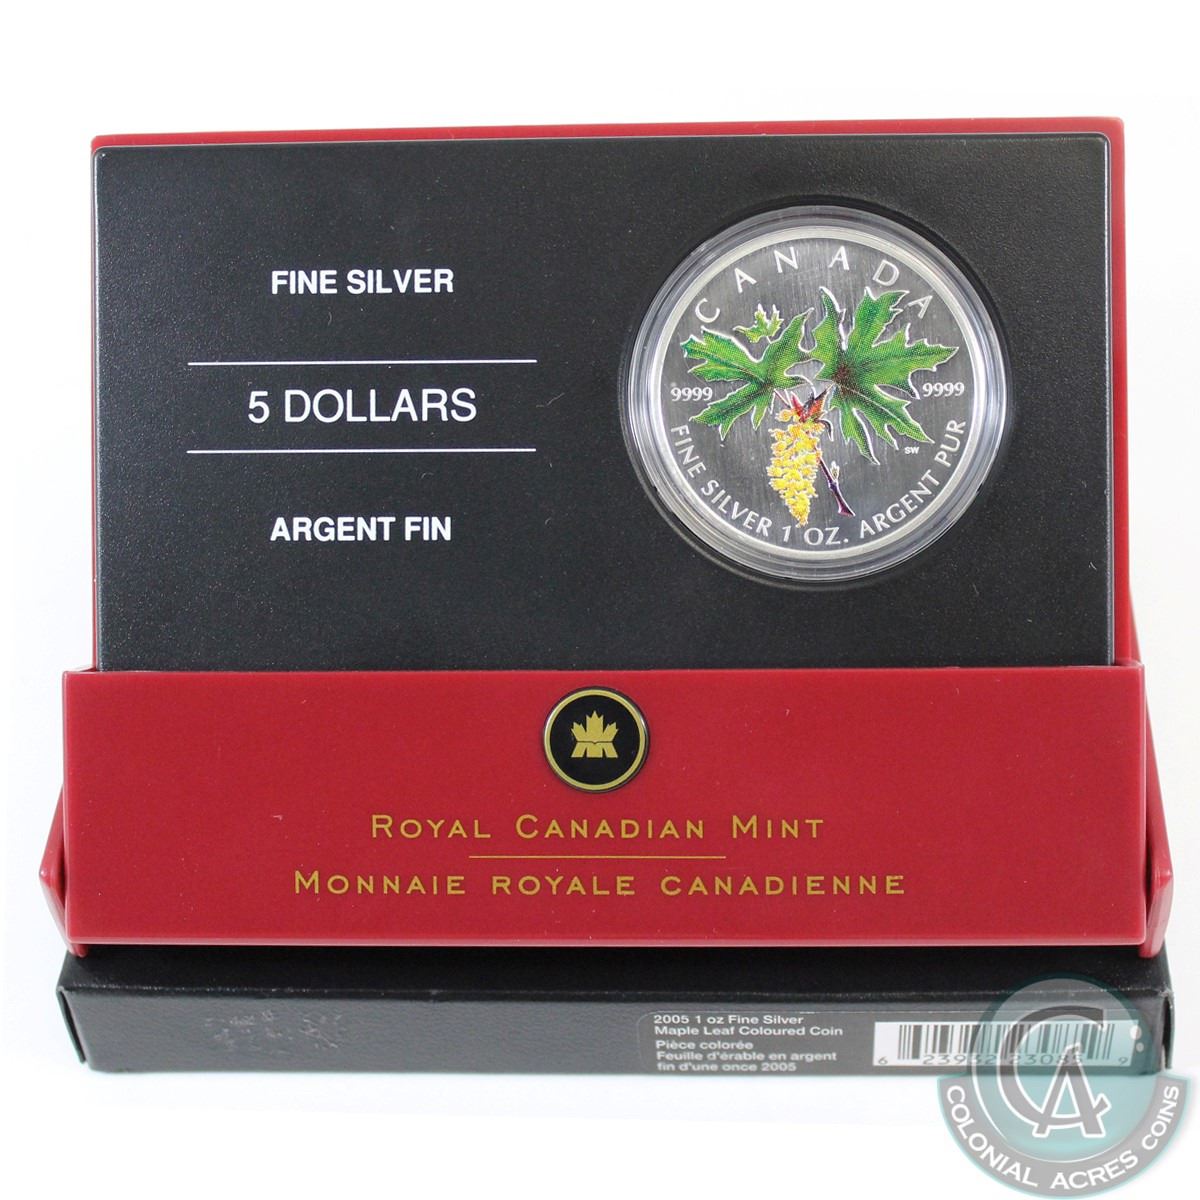 FINE SILVER
5 DOLLARS
ARGENT FIN
CANADA
9999
9999
SW
FINE SILVER 1 OZ. ARGENT PUR
ROYAL CANADIAN MINT
MONNAIE ROYALE CANADIENNE
2005 1 oz Fine Silver
Maple Leaf Coloured Coin
Pièce colorée
Feuille d'érable en argent
fin d'une once 2005
CA
COLONIAL ACRES COINS